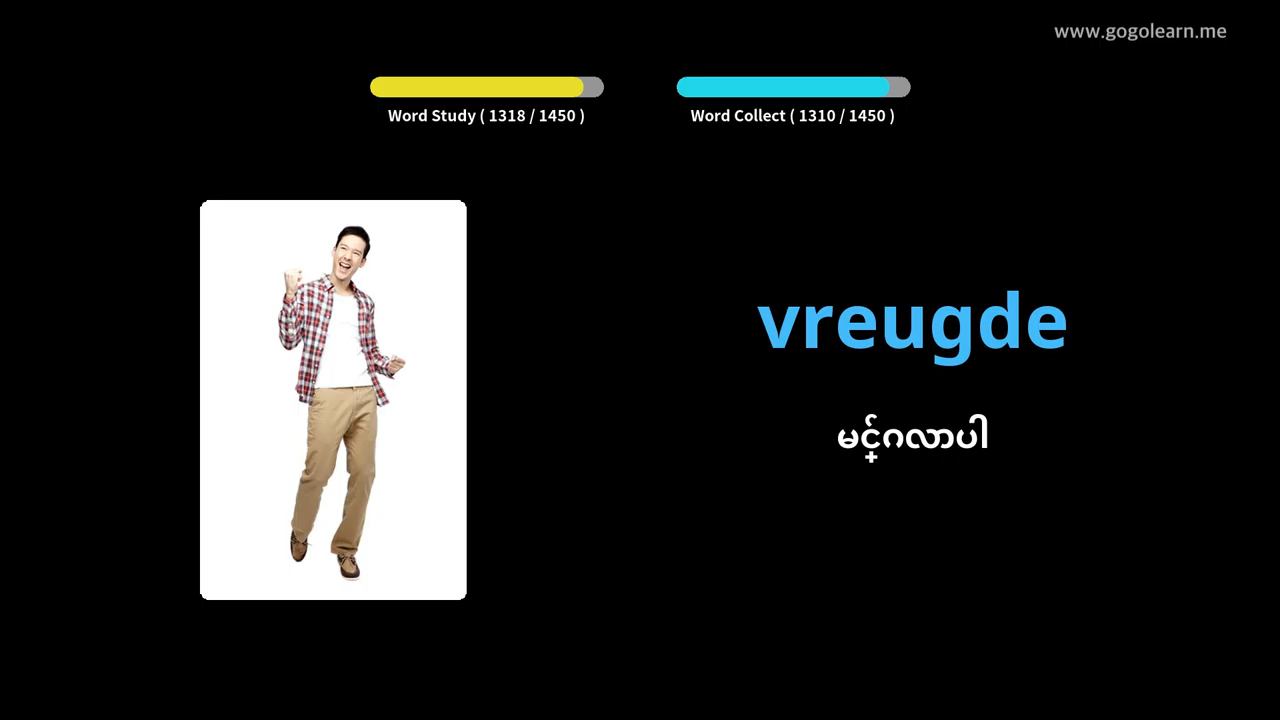 www.gogolearn.me
Word Study ( 1318 / 1450 )
Word Collect ( 1310 / 1450 )
vreugde
မင်္ဂလာပါ